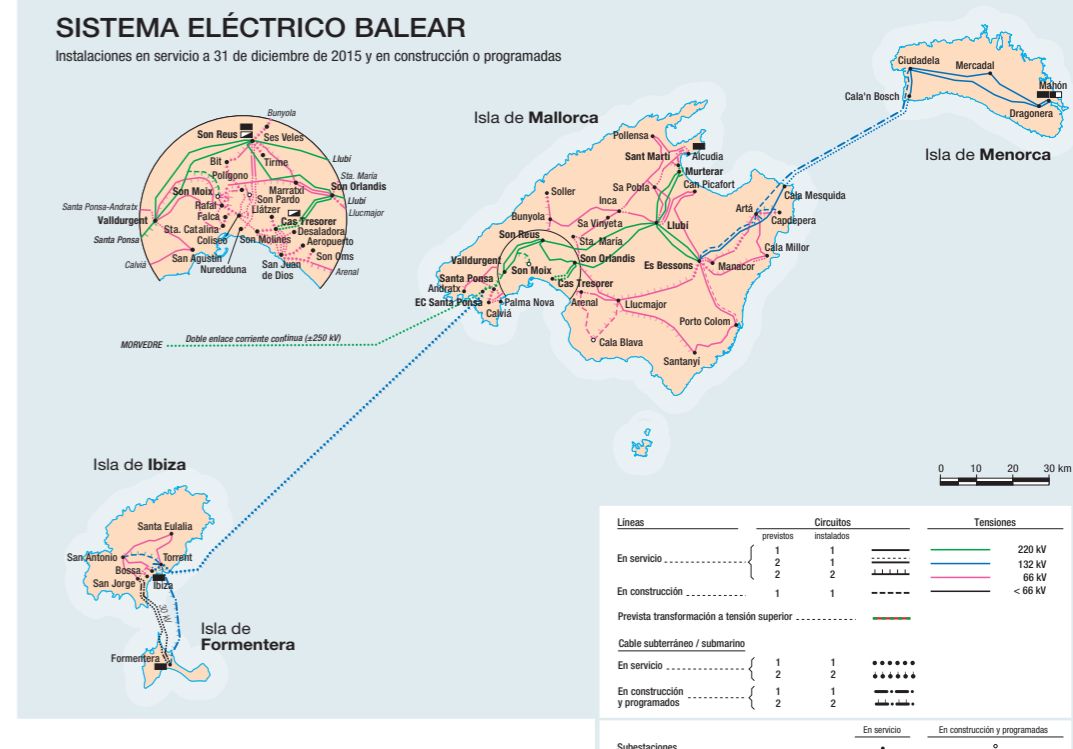 SISTEMA ELÉCTRICO BALEAR
Instalaciones en servicio a 31 de diciembre de 2015 y en construcción o programadas
Bunyola
Son Reus
Ses Veles
Bit
Tirme
Llubí
Polígono
Sta. María
Son Moix
Marratxi
Son Orlandis
Son Pardo
Llubí
Rafal
Santa Ponsa-Andratx
Llátzer
Llucmajor
Valldurgent
Falca
Cas Tresorer
Sta. Catalina
Desaladora
Santa Ponsa
Coliseo
Son Molines
Aeropuerto
San Agustín
Son Oms
Calviá
Nuredduna
San Juan
de Dios
Arenal
MORVEDRE
Doble enlace corriente continua (±250 kV)
Isla de Mallorca
Pollensa
Sant Martí
Alcudia
Murterar
Sa Pobla
Can Picafort
Soller
Inca
Cala Mesquida
Bunyola
Sa Vinyeta
Artá
Capdepera
Llubí
Son Reus
Sta. María
Cala Millor
Valldurgent
Son Orlandis
Es Bessons
Manacor
Son Moix
Santa Ponsa
Cas Tresorer
Andratx
EC Santa Ponsa
Palma Nova
Arenal
Llucmajor
Calviá
Porto Colom
Cala Blava
Santanyí
Ciudadela
Mercadal
Mahón
Cala'n Bosch
Dragonera
Isla de Menorca
Isla de Ibiza
Santa Eulalia
San Antonio
Torrent
Bossa
San Jorge
Ibiza
30 kV
Isla de
Formentera
Formentera
0 10 20 30 km
Líneas Circuitos Tensiones
previstos instalados
En servicio 1 1 220 kV
2 1 132 kV
2 2 66 kV
En construcción 1 1 < 66 kV
Prevista transformación a tensión superior
Cable subterráneo / submarino
En servicio 1 1
2 2
En construcción 1 1
y programados 2 2
En servicio En construcción y programadas
Subestaciones